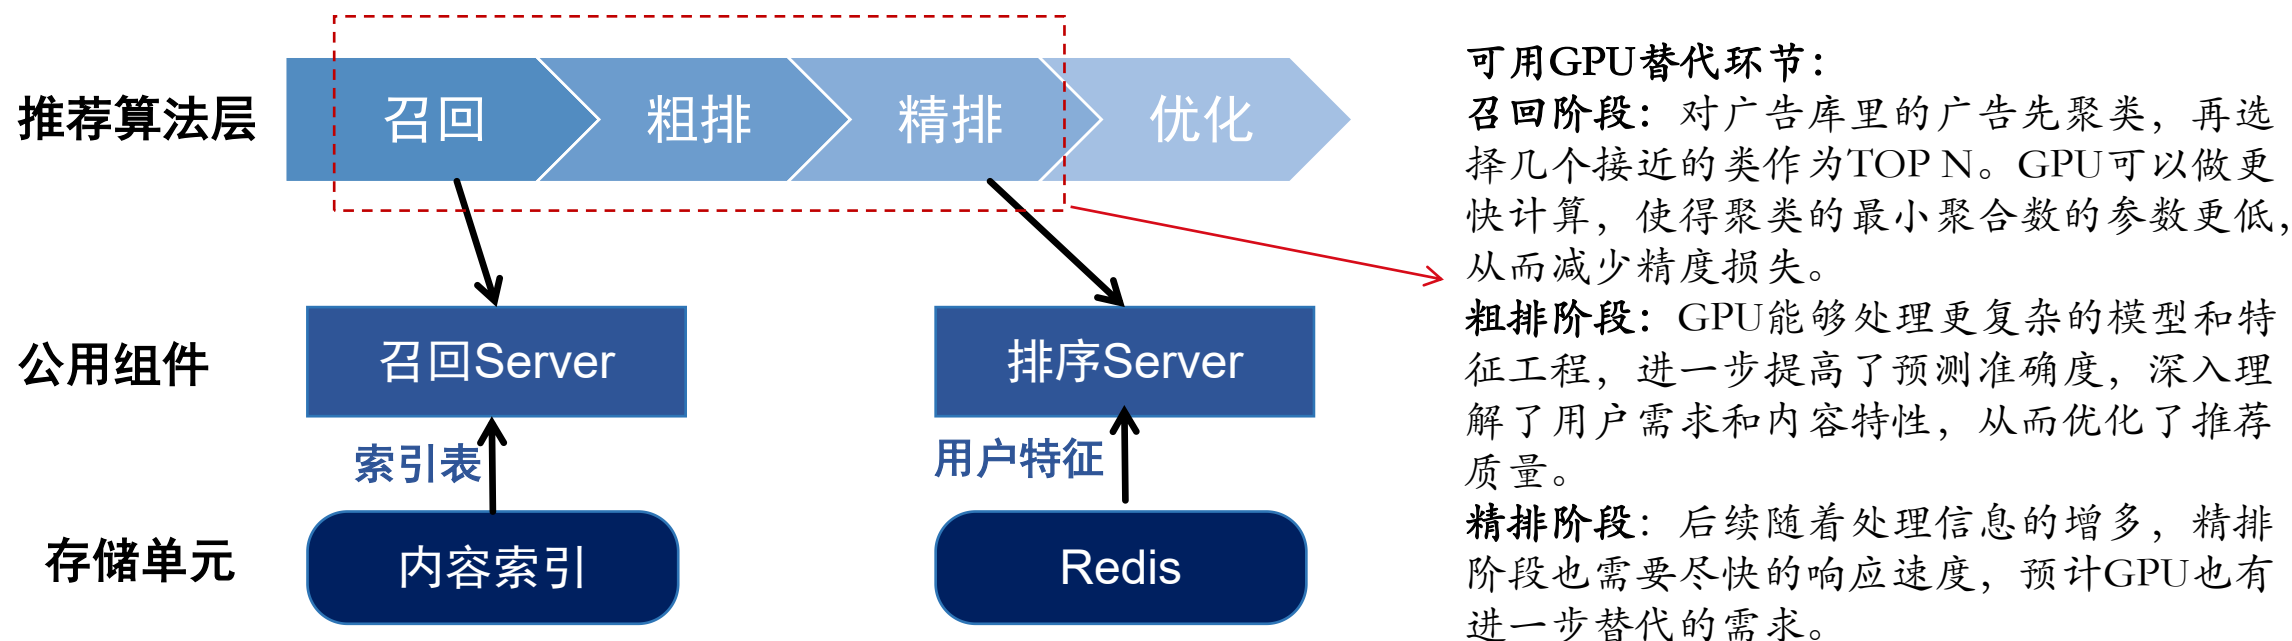 推荐算法层
召回
粗排
精排
优化
公用组件
召回Server
排序Server
索引表
用户特征
存储单元
内容索引
Redis
可用GPU替代环节：
召回阶段：对广告库里的广告先聚类，再选
择几个接近的类作为TOP N。GPU可以做更
快计算，使得聚类的最小聚合数的参数更低，
从而减少精度损失。
粗排阶段：GPU能够处理更复杂的模型和特
征工程，进一步提高了预测准确度，深入理
解了用户需求和内容特性，从而优化了推荐
质量。
精排阶段：后续随着处理信息的增多，精排
阶段也需要尽快的响应速度，预计GPU也有
进一步替代的需求。